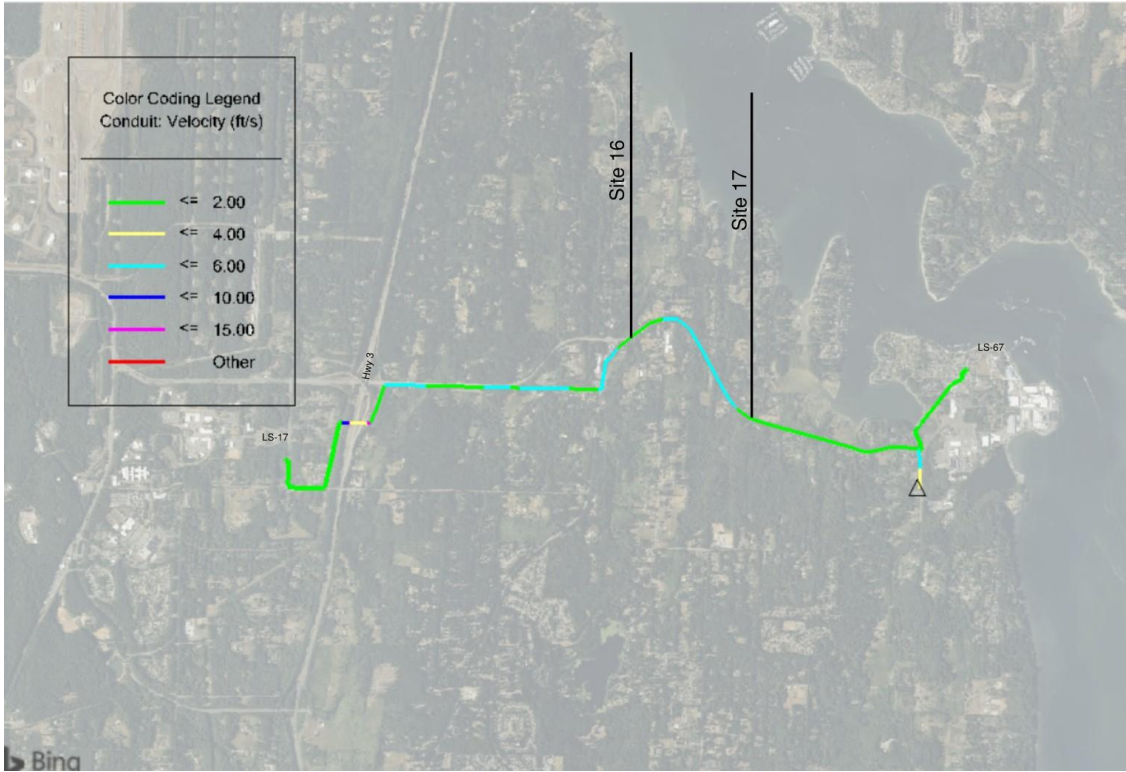 Color Coding Legend
Conduit: Velocity (ft/s)
<= 2.00
<= 4.00
<= 6.00
<= 10.00
<= 15.00
Other
Site 16
Site 17
Hwy 3
LS-67
LS-17
Bing